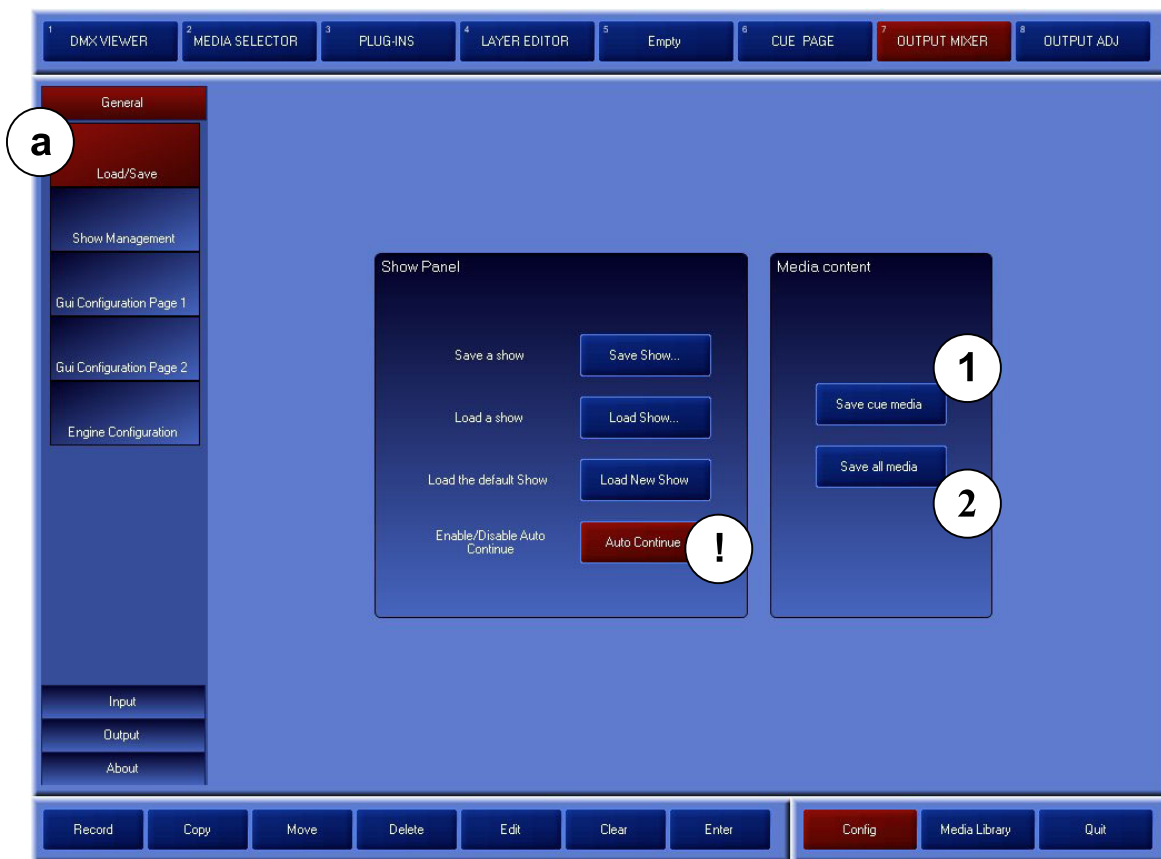 1 DMX VIEWER
2 MEDIA SELECTOR
3 PLUG-INS
4 LAYER EDITOR
5 Empty
6 CUE PAGE
7 OUTPUT MIXER
8 OUTPUT ADJ
General
a
Load/Save
Show Management
Gui Configuration Page 1
Gui Configuration Page 2
Engine Configuration
Input
Output
About
Show Panel
Save a show
Save Show...
Load a show
Load Show...
Load the default Show
Load New Show
Enable/Disable Auto
Continue
Auto Continue
!
Media content
1
Save cue media
Save all media
2
Record
Copy
Move
Delete
Edit
Clear
Enter
Config
Media Library
Quit